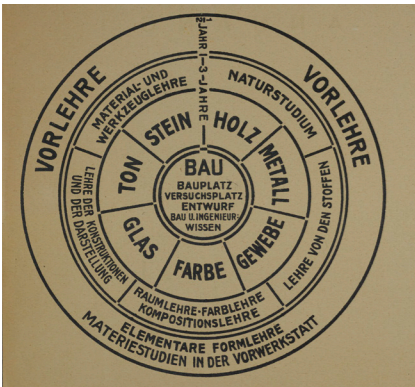 VORLEHRE
VORLEHRE
½ JAHR
1-3-JAHRE
MATERIAL- UND
WERKZEUGLEHRE
NATURSTUDIUM
LEHRE VON DEN STOFFEN
RAUMLEHRE·FARBLEHRE
KOMPOSITIONSLEHRE
LEHRE DER KONSTRUKTIONEN
UND DER DARSTELLUNG
STEIN
HOLZ
METALL
GEWEBE
FARBE
GLAS
TON
BAU
BAUPLATZ
VERSUCHSPLATZ
ENTWURF
BAU U. INGENIEUR:
WISSEN
ELEMENTARE FORMLEHRE
MATERIESTUDIEN IN DER VORWERKSTATT